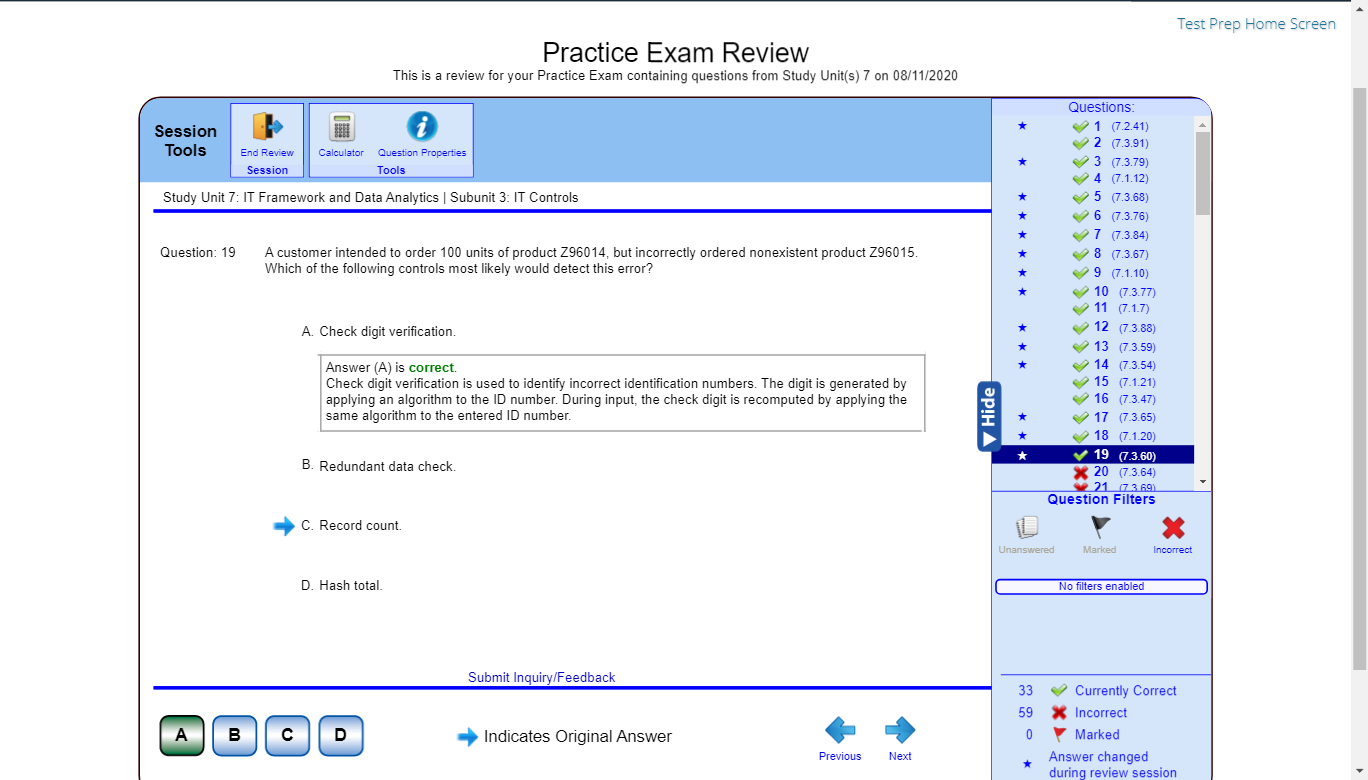 Test Prep Home Screen
Practice Exam Review
This is a review for your Practice Exam containing questions from Study Unit(s) 7 on 08/11/2020
Session
Tools
End Review
Session
Calculator
Question Properties
Tools
Study Unit 7: IT Framework and Data Analytics | Subunit 3: IT Controls
Question: 19
A customer intended to order 100 units of product Z96014, but incorrectly ordered nonexistent product Z96015.
Which of the following controls most likely would detect this error?
A. Check digit verification.
Answer (A) is correct.
Check digit verification is used to identify incorrect identification numbers. The digit is generated by
applying an algorithm to the ID number. During input, the check digit is recomputed by applying the
same algorithm to the entered ID number.
B. Redundant data check.
C. Record count.
D. Hash total.
Submit Inquiry/Feedback
A B C D
Indicates Original Answer
Previous
Next
Hide
Questions:
1 (7.2.41)
2 (7.3.91)
3 (7.3.79)
4 (7.1.12)
5 (7.3.68)
6 (7.3.76)
7 (7.3.84)
8 (7.3.67)
9 (7.1.10)
10 (7.3.77)
11 (7.1.7)
12 (7.3.88)
13 (7.3.59)
14 (7.3.54)
15 (7.1.21)
16 (7.3.47)
17 (7.3.65)
18 (7.1.20)
19 (7.3.60)
20 (7.3.64)
21 (7.3.69)
Question Filters
Unanswered
Marked
Incorrect
No filters enabled
33 Currently Correct
59 Incorrect
0 Marked
Answer changed
during review session